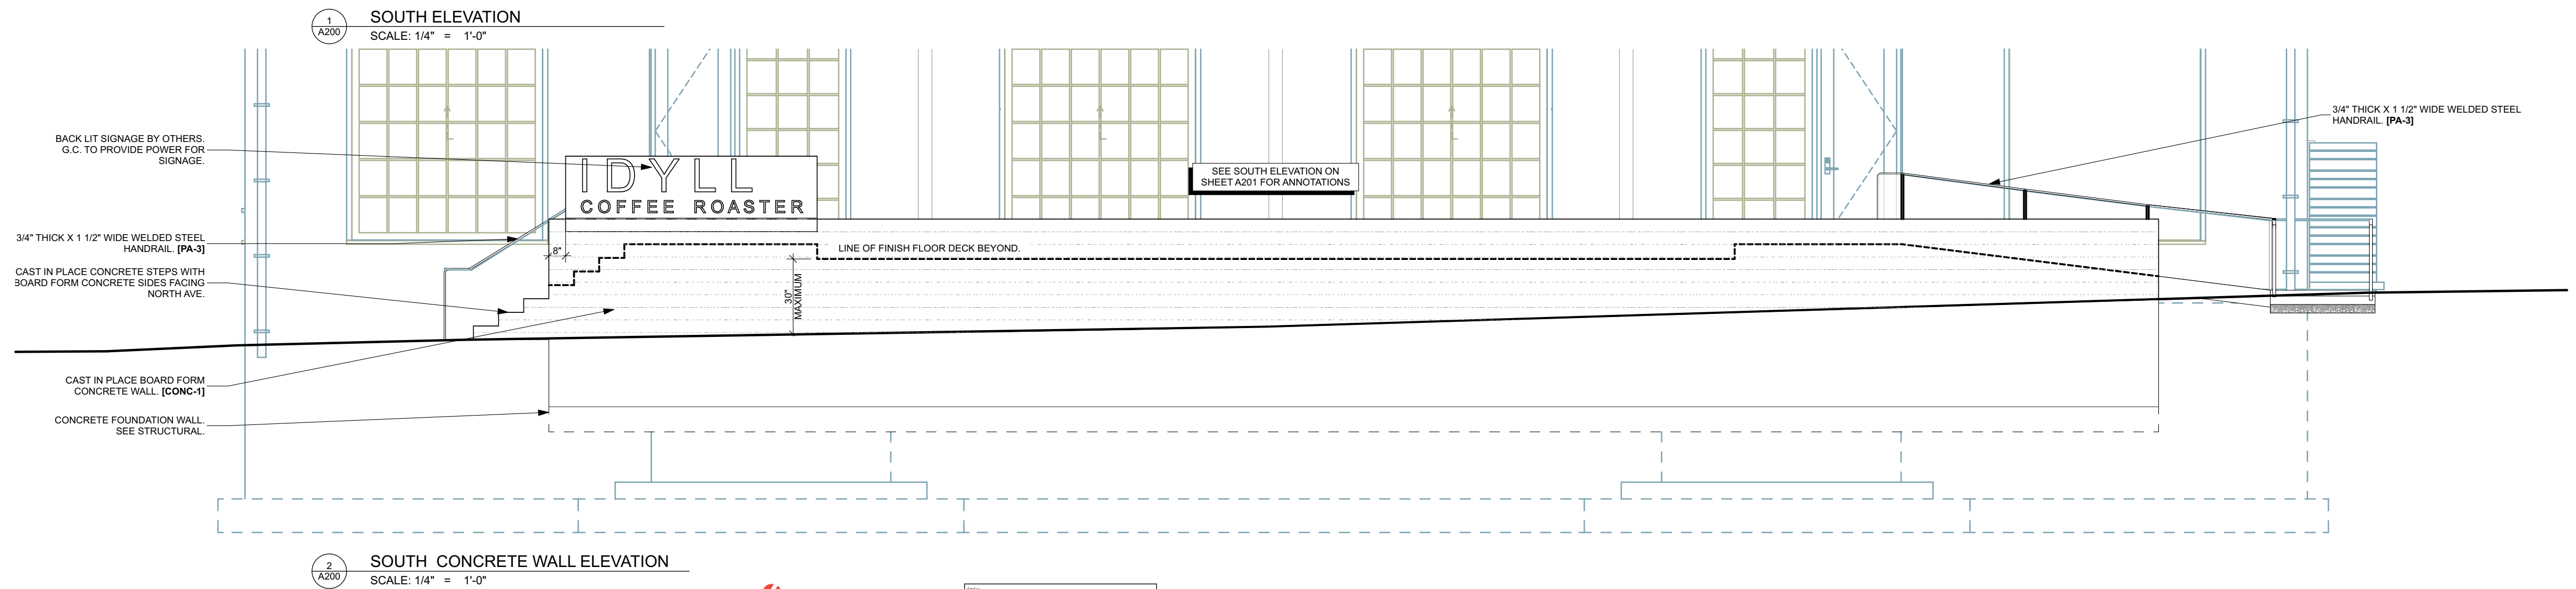 1
A200
SOUTH ELEVATION
SCALE: 1/4" = 1'-0"
BACK LIT SIGNAGE BY OTHERS.
G.C. TO PROVIDE POWER FOR
SIGNAGE.
3/4" THICK X 1 1/2" WIDE WELDED STEEL
HANDRAIL. [PA-3]
IDYLL
COFFEE ROASTER
SEE SOUTH ELEVATION ON
SHEET A201 FOR ANNOTATIONS
3/4" THICK X 1 1/2" WIDE WELDED STEEL
HANDRAIL. [PA-3]
8"
LINE OF FINISH FLOOR DECK BEYOND.
CAST IN PLACE CONCRETE STEPS WITH
BOARD FORM CONCRETE SIDES FACING
NORTH AVE.
30"
MAXIMUM
CAST IN PLACE BOARD FORM
CONCRETE WALL. [CONC-1]
CONCRETE FOUNDATION WALL.
SEE STRUCTURAL.
2
A200
SOUTH CONCRETE WALL ELEVATION
SCALE: 1/4" = 1'-0"